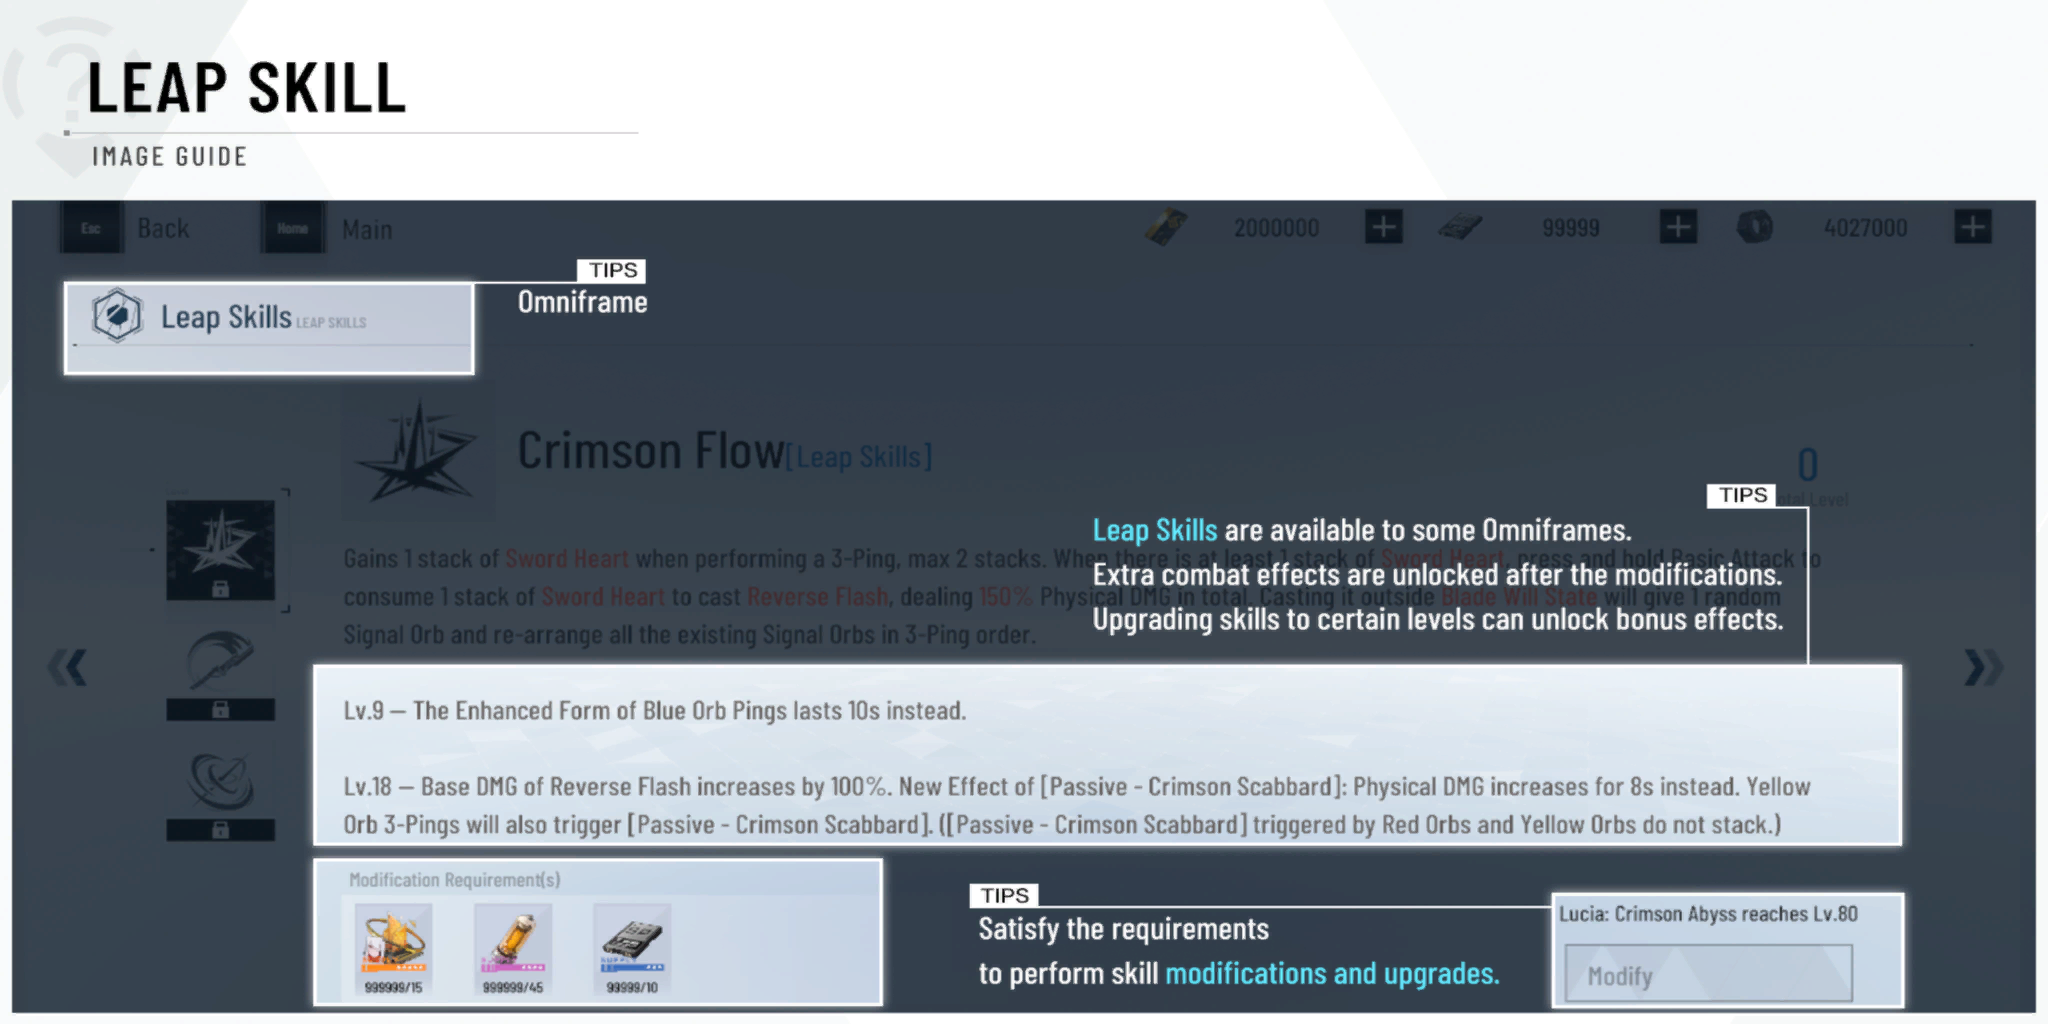 LEAP SKILL
IMAGE GUIDE
Esc Back Home Main 2000000 99999 4027000
TIPS
Omniframe
Leap Skills LEAP SKILLS
Crimson Flow[Leap Skills]
0
Total Level
TIPS
Leap Skills are available to some Omniframes.
Extra combat effects are unlocked after the modifications.
Upgrading skills to certain levels can unlock bonus effects.
Gains 1 stack of Sword Heart when performing a 3-Ping, max 2 stacks. When there is at least 1 stack of Sword Heart, press and hold Basic Attack to
consume 1 stack of Sword Heart to cast Reverse Flash, dealing 150% Physical DMG in total. Casting it outside Blade Will State will give 1 random
Signal Orb and re-arrange all the existing Signal Orbs in 3-Ping order.
Lv.9 – The Enhanced Form of Blue Orb Pings lasts 10s instead.
Lv.18 – Base DMG of Reverse Flash increases by 100%. New Effect of [Passive - Crimson Scabbard]: Physical DMG increases for 8s instead. Yellow
Orb 3-Pings will also trigger [Passive - Crimson Scabbard]. ([Passive - Crimson Scabbard] triggered by Red Orbs and Yellow Orbs do not stack.)
Modification Requirement(s)
999999/15 999999/45 99999/10
TIPS
Satisfy the requirements
to perform skill modifications and upgrades.
Lucia: Crimson Abyss reaches Lv.80
Modify